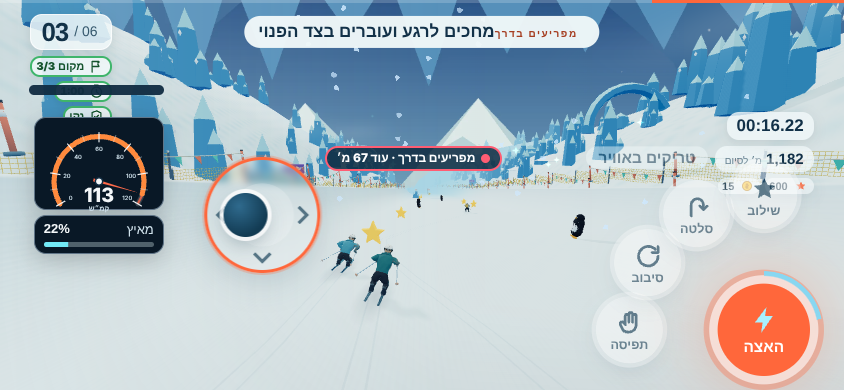 03 / 06
מפריעים בדרך מחכים לרגע ועוברים בצד הפנוי
מקום 3/3
00:16.22
1,182 מ׳ לסיום
מפריעים בדרך · עוד 67 מ׳
טריקים באוויר
15
שילוב
סלטה
סיבוב
תפיסה
האצה
0
20
40
60
80
100
120
113
קמ״ש
מאיץ
22%